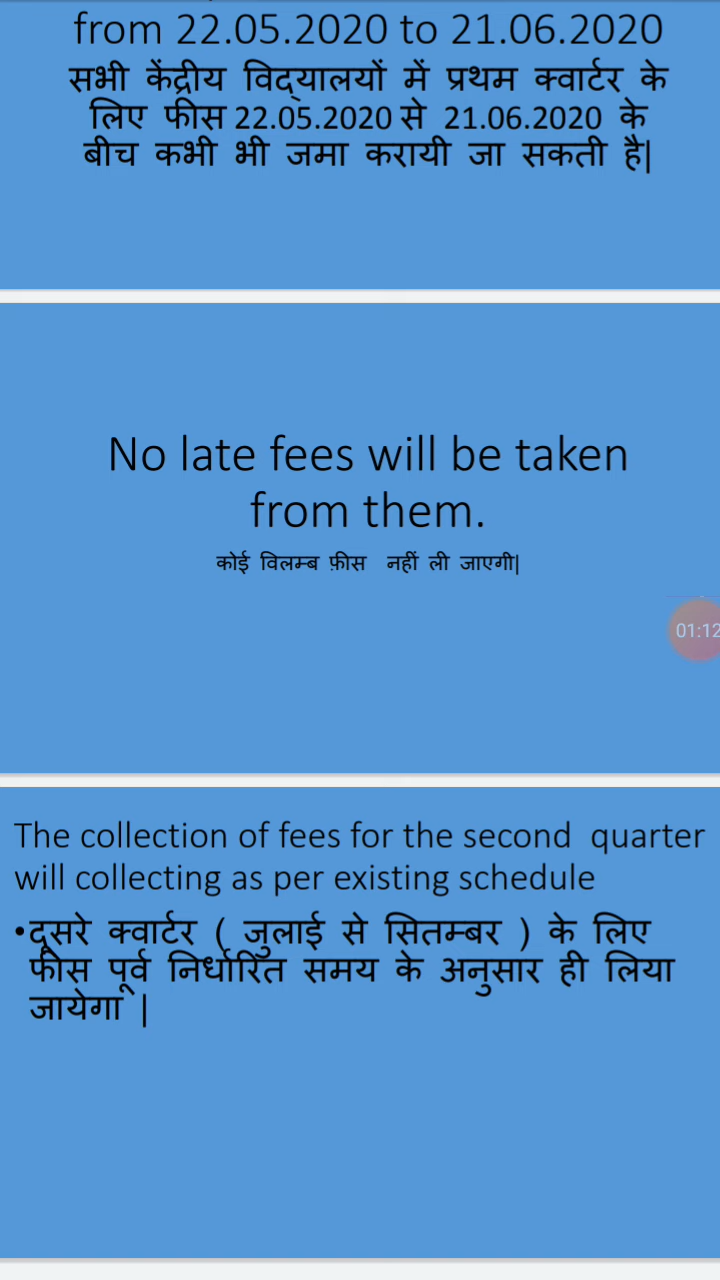 from 22.05.2020 to 21.06.2020
सभी केंद्रीय विद्यालयों में प्रथम क्वार्टर के
लिए फीस 22.05.2020 से 21.06.2020 के
बीच कभी भी जमा करायी जा सकती है|
No late fees will be taken
from them.
कोई विलम्ब फ़ीस नहीं ली जाएगी|
01:12
The collection of fees for the second quarter
will collecting as per existing schedule
•दूसरे क्वार्टर ( जुलाई से सितम्बर ) के लिए
फीस पूर्व निर्धारित समय के अनुसार ही लिया
जायेगा` |